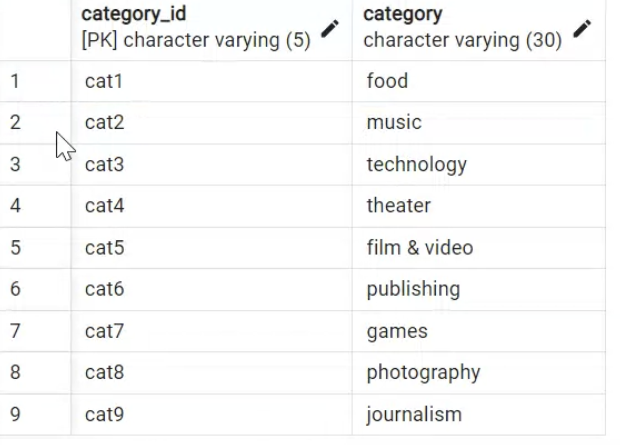 category_id category
[PK] character varying (5) character varying (30)
1 cat1 food
2 cat2 music
3 cat3 technology
4 cat4 theater
5 cat5 film & video
6 cat6 publishing
7 cat7 games
8 cat8 photography
9 cat9 journalism